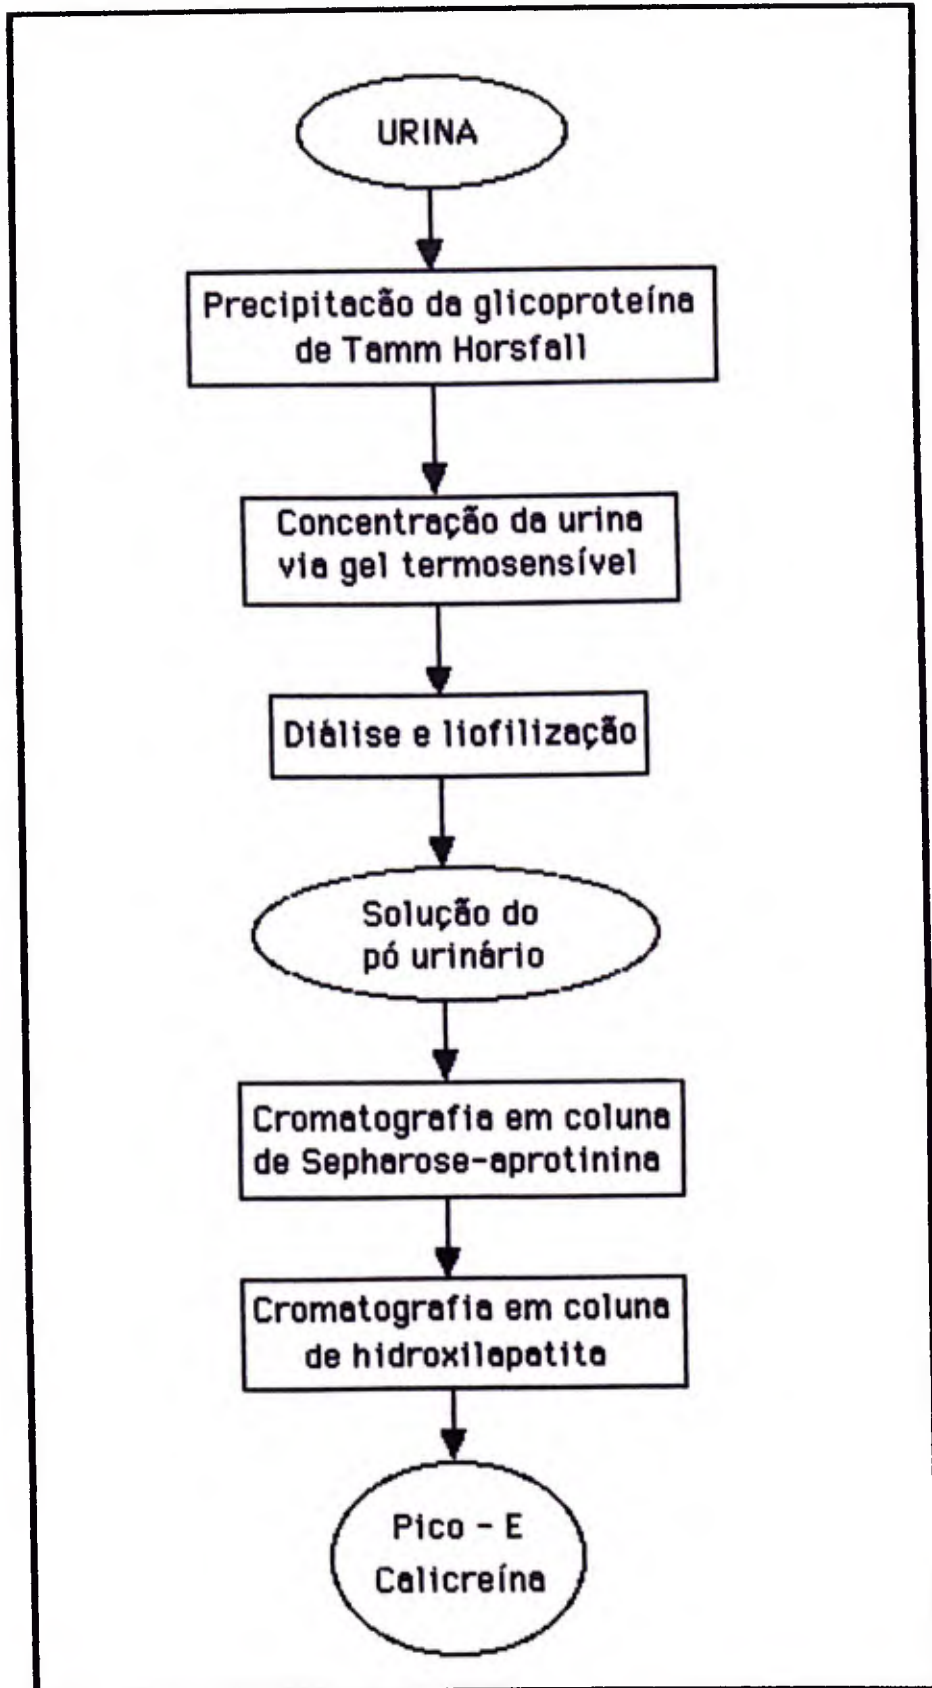 URINA
Precipitacão da glicoproteína
de Tamm Horsfall
Concentração da urina
via gel termosensível
Diálise e liofilização
Solução do
pó urinário
Cromatografia em coluna
de Sepharose-aprotinina
Cromatografia em coluna
de hidroxilapatita
Pico - E
Calicreína